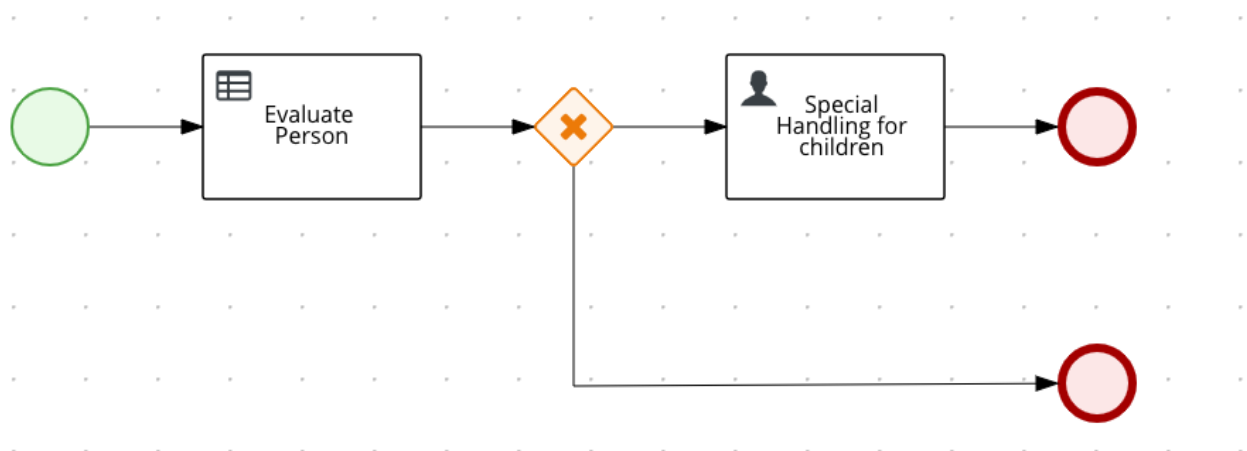 Evaluate
Person
Special
Handling for
children